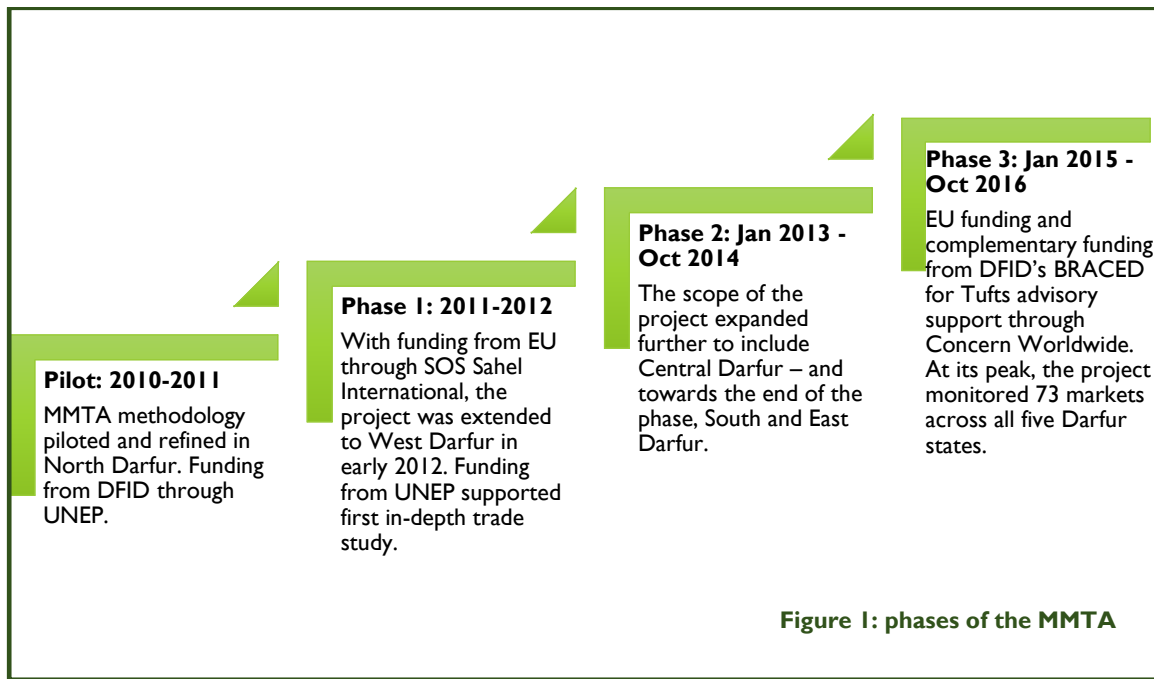 Pilot: 2010-2011
MMTA methodology
piloted and refined in
North Darfur. Funding
from DFID through
UNEP.
Phase 1: 2011-2012
With funding from EU
through SOS Sahel
International, the
project was extended
to West Darfur in
early 2012. Funding
from UNEP supported
first in-depth trade
study.
Phase 2: Jan 2013 -
Oct 2014
The scope of the
project expanded
further to include
Central Darfur – and
towards the end of the
phase, South and East
Darfur.
Phase 3: Jan 2015 -
Oct 2016
EU funding and
complementary funding
from DFID’s BRACED
for Tufts advisory
support through
Concern Worldwide.
At its peak, the project
monitored 73 markets
across all five Darfur
states.
Figure 1: phases of the MMTA